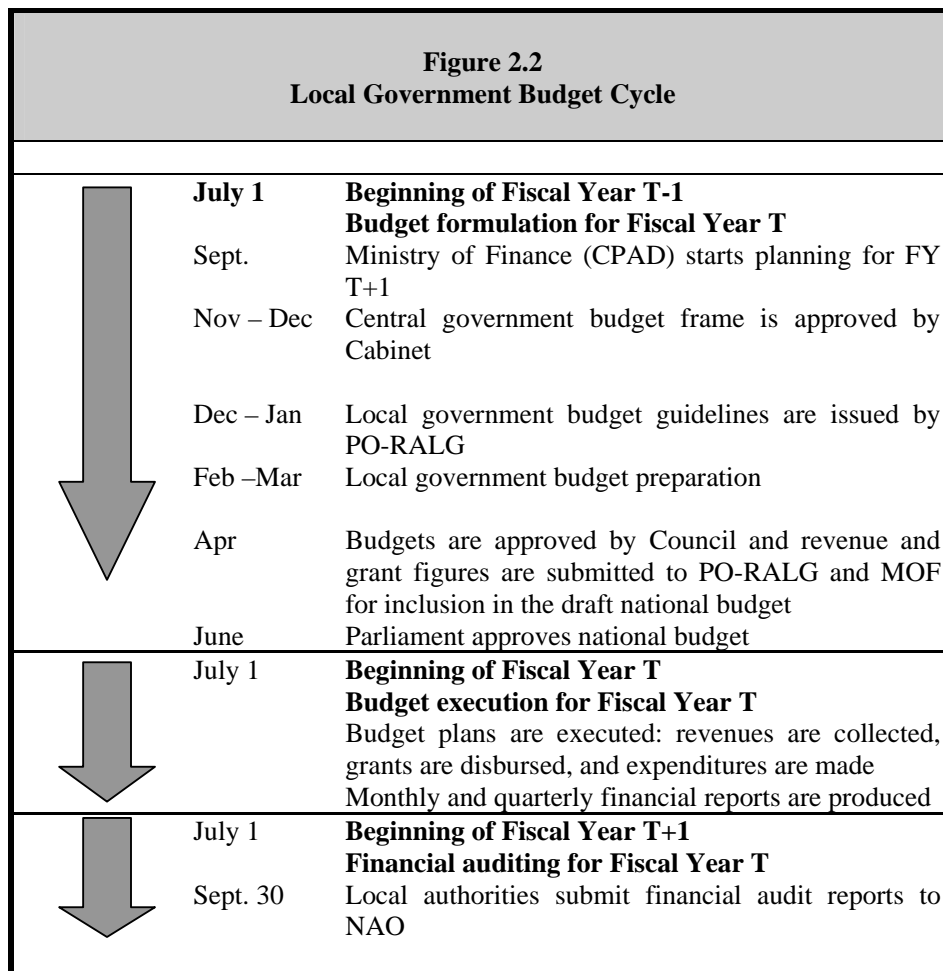 Figure 2.2
Local Government Budget Cycle
July 1 Beginning of Fiscal Year T-1
Budget formulation for Fiscal Year T
Sept. Ministry of Finance (CPAD) starts planning for FY
T+1
Nov – Dec Central government budget frame is approved by
Cabinet
Dec – Jan Local government budget guidelines are issued by
PO-RALG
Feb –Mar Local government budget preparation
Apr Budgets are approved by Council and revenue and
grant figures are submitted to PO-RALG and MOF
for inclusion in the draft national budget
June Parliament approves national budget
July 1 Beginning of Fiscal Year T
Budget execution for Fiscal Year T
Budget plans are executed: revenues are collected,
grants are disbursed, and expenditures are made
Monthly and quarterly financial reports are produced
July 1 Beginning of Fiscal Year T+1
Financial auditing for Fiscal Year T
Sept. 30 Local authorities submit financial audit reports to
NAO